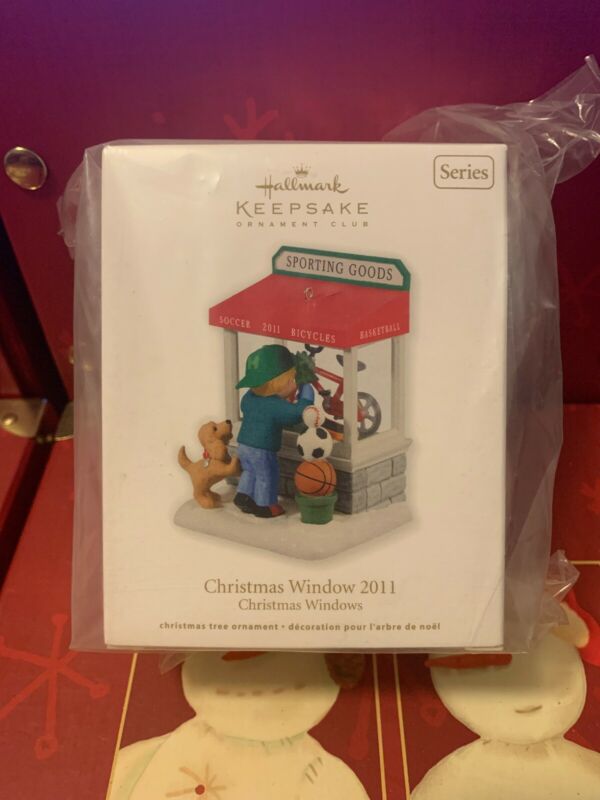 Series
Hallmark
KEEPSAKE
ORNAMENT CLUB
SPORTING GOODS
SOCCER 2011 BICYCLES BASKETBALL
Christmas Window 2011
Christmas Windows
christmas tree ornament • décoration pour l'arbre de noël